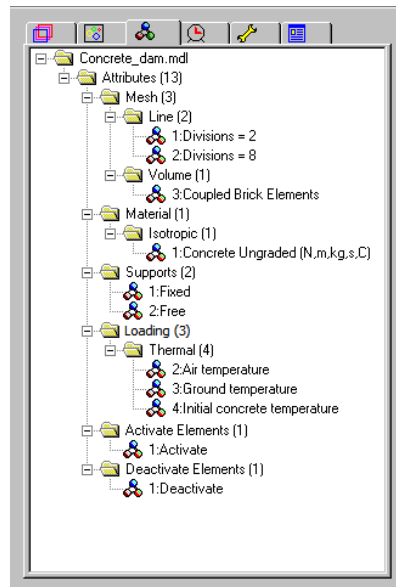 Concrete_dam.mdl
Attributes (13)
Mesh (3)
Line (2)
1:Divisions = 2
2:Divisions = 8
Volume (1)
3:Coupled Brick Elements
Material (1)
Isotropic (1)
1:Concrete Ungraded (N,m,kg,s,C)
Supports (2)
1:Fixed
2:Free
Loading (3)
Thermal (4)
2:Air temperature
3:Ground temperature
4:Initial concrete temperature
Activate Elements (1)
1:Activate
Deactivate Elements (1)
1:Deactivate